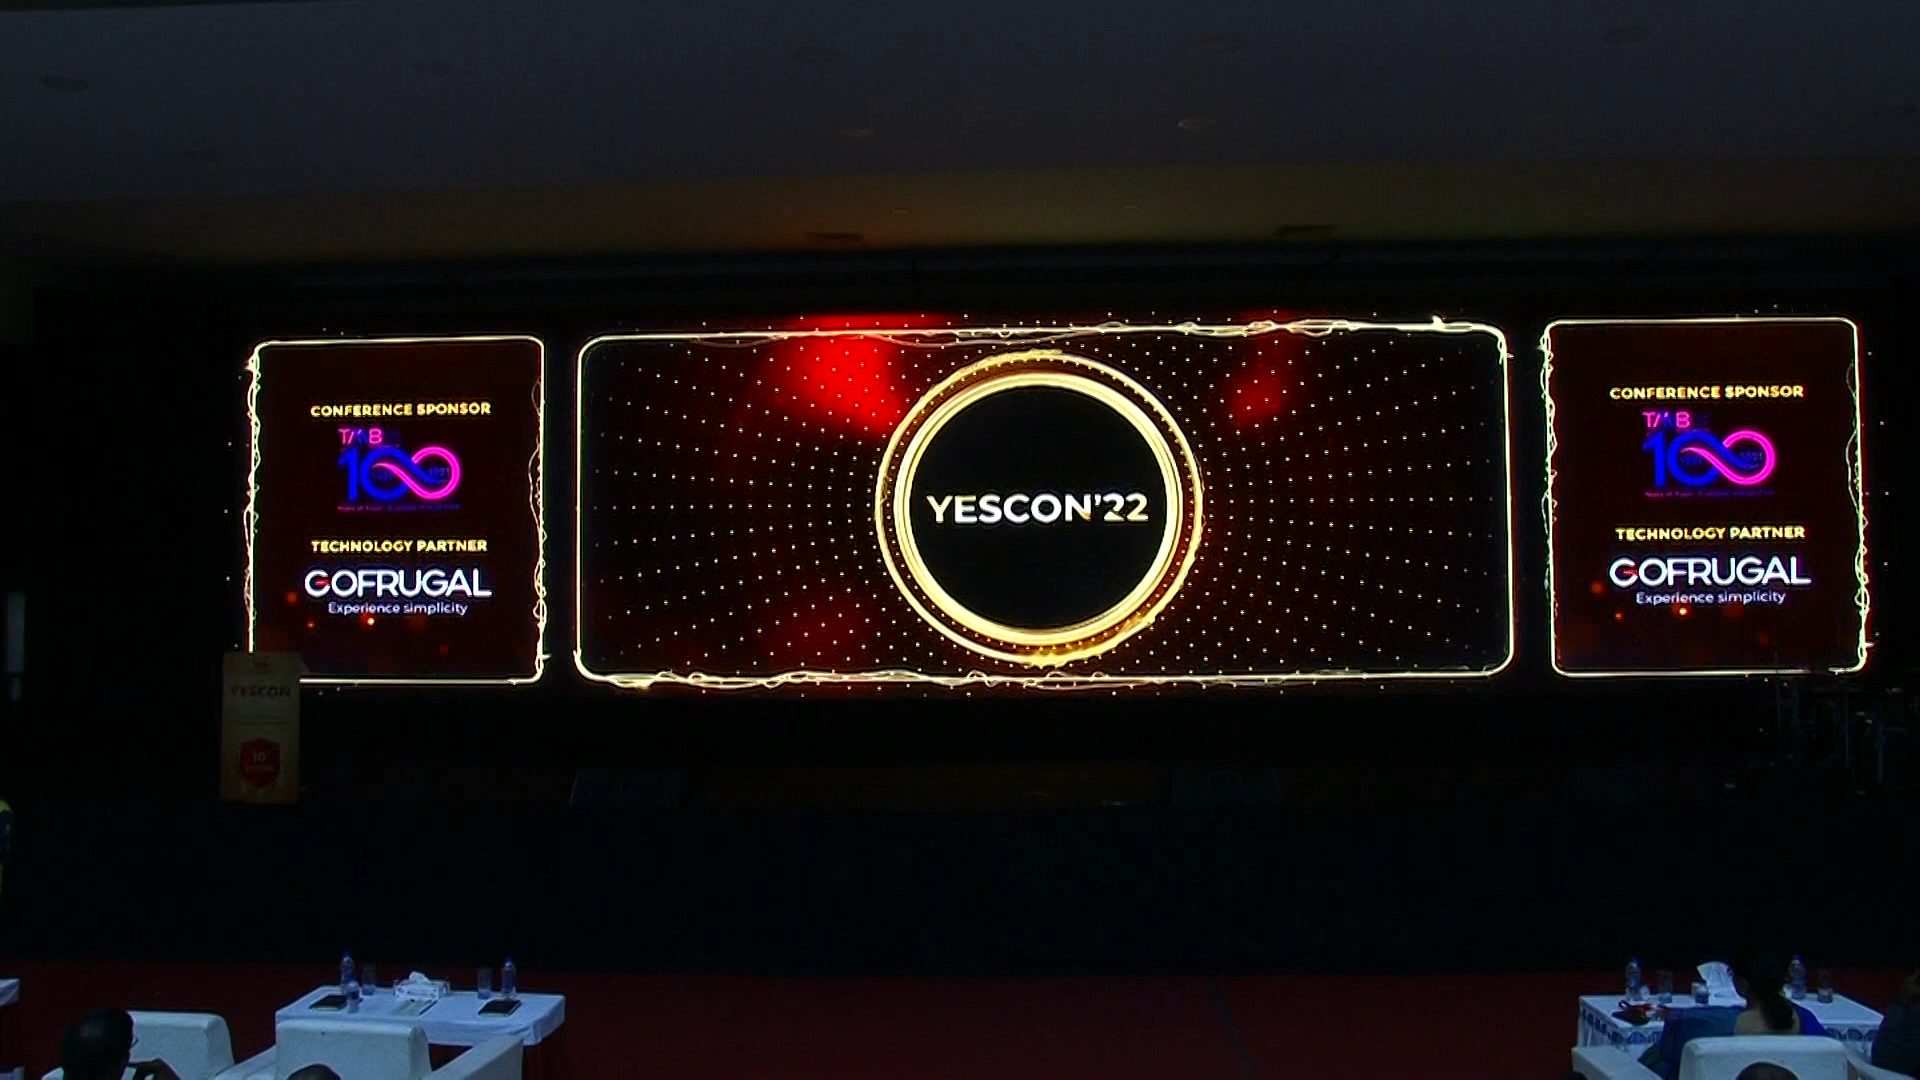 CONFERENCE SPONSOR
TMB
100
TECHNOLOGY PARTNER
GOFRUGAL
Experience simplicity
YESCON'22
CONFERENCE SPONSOR
TMB
100
TECHNOLOGY PARTNER
GOFRUGAL
Experience simplicity
YESCON